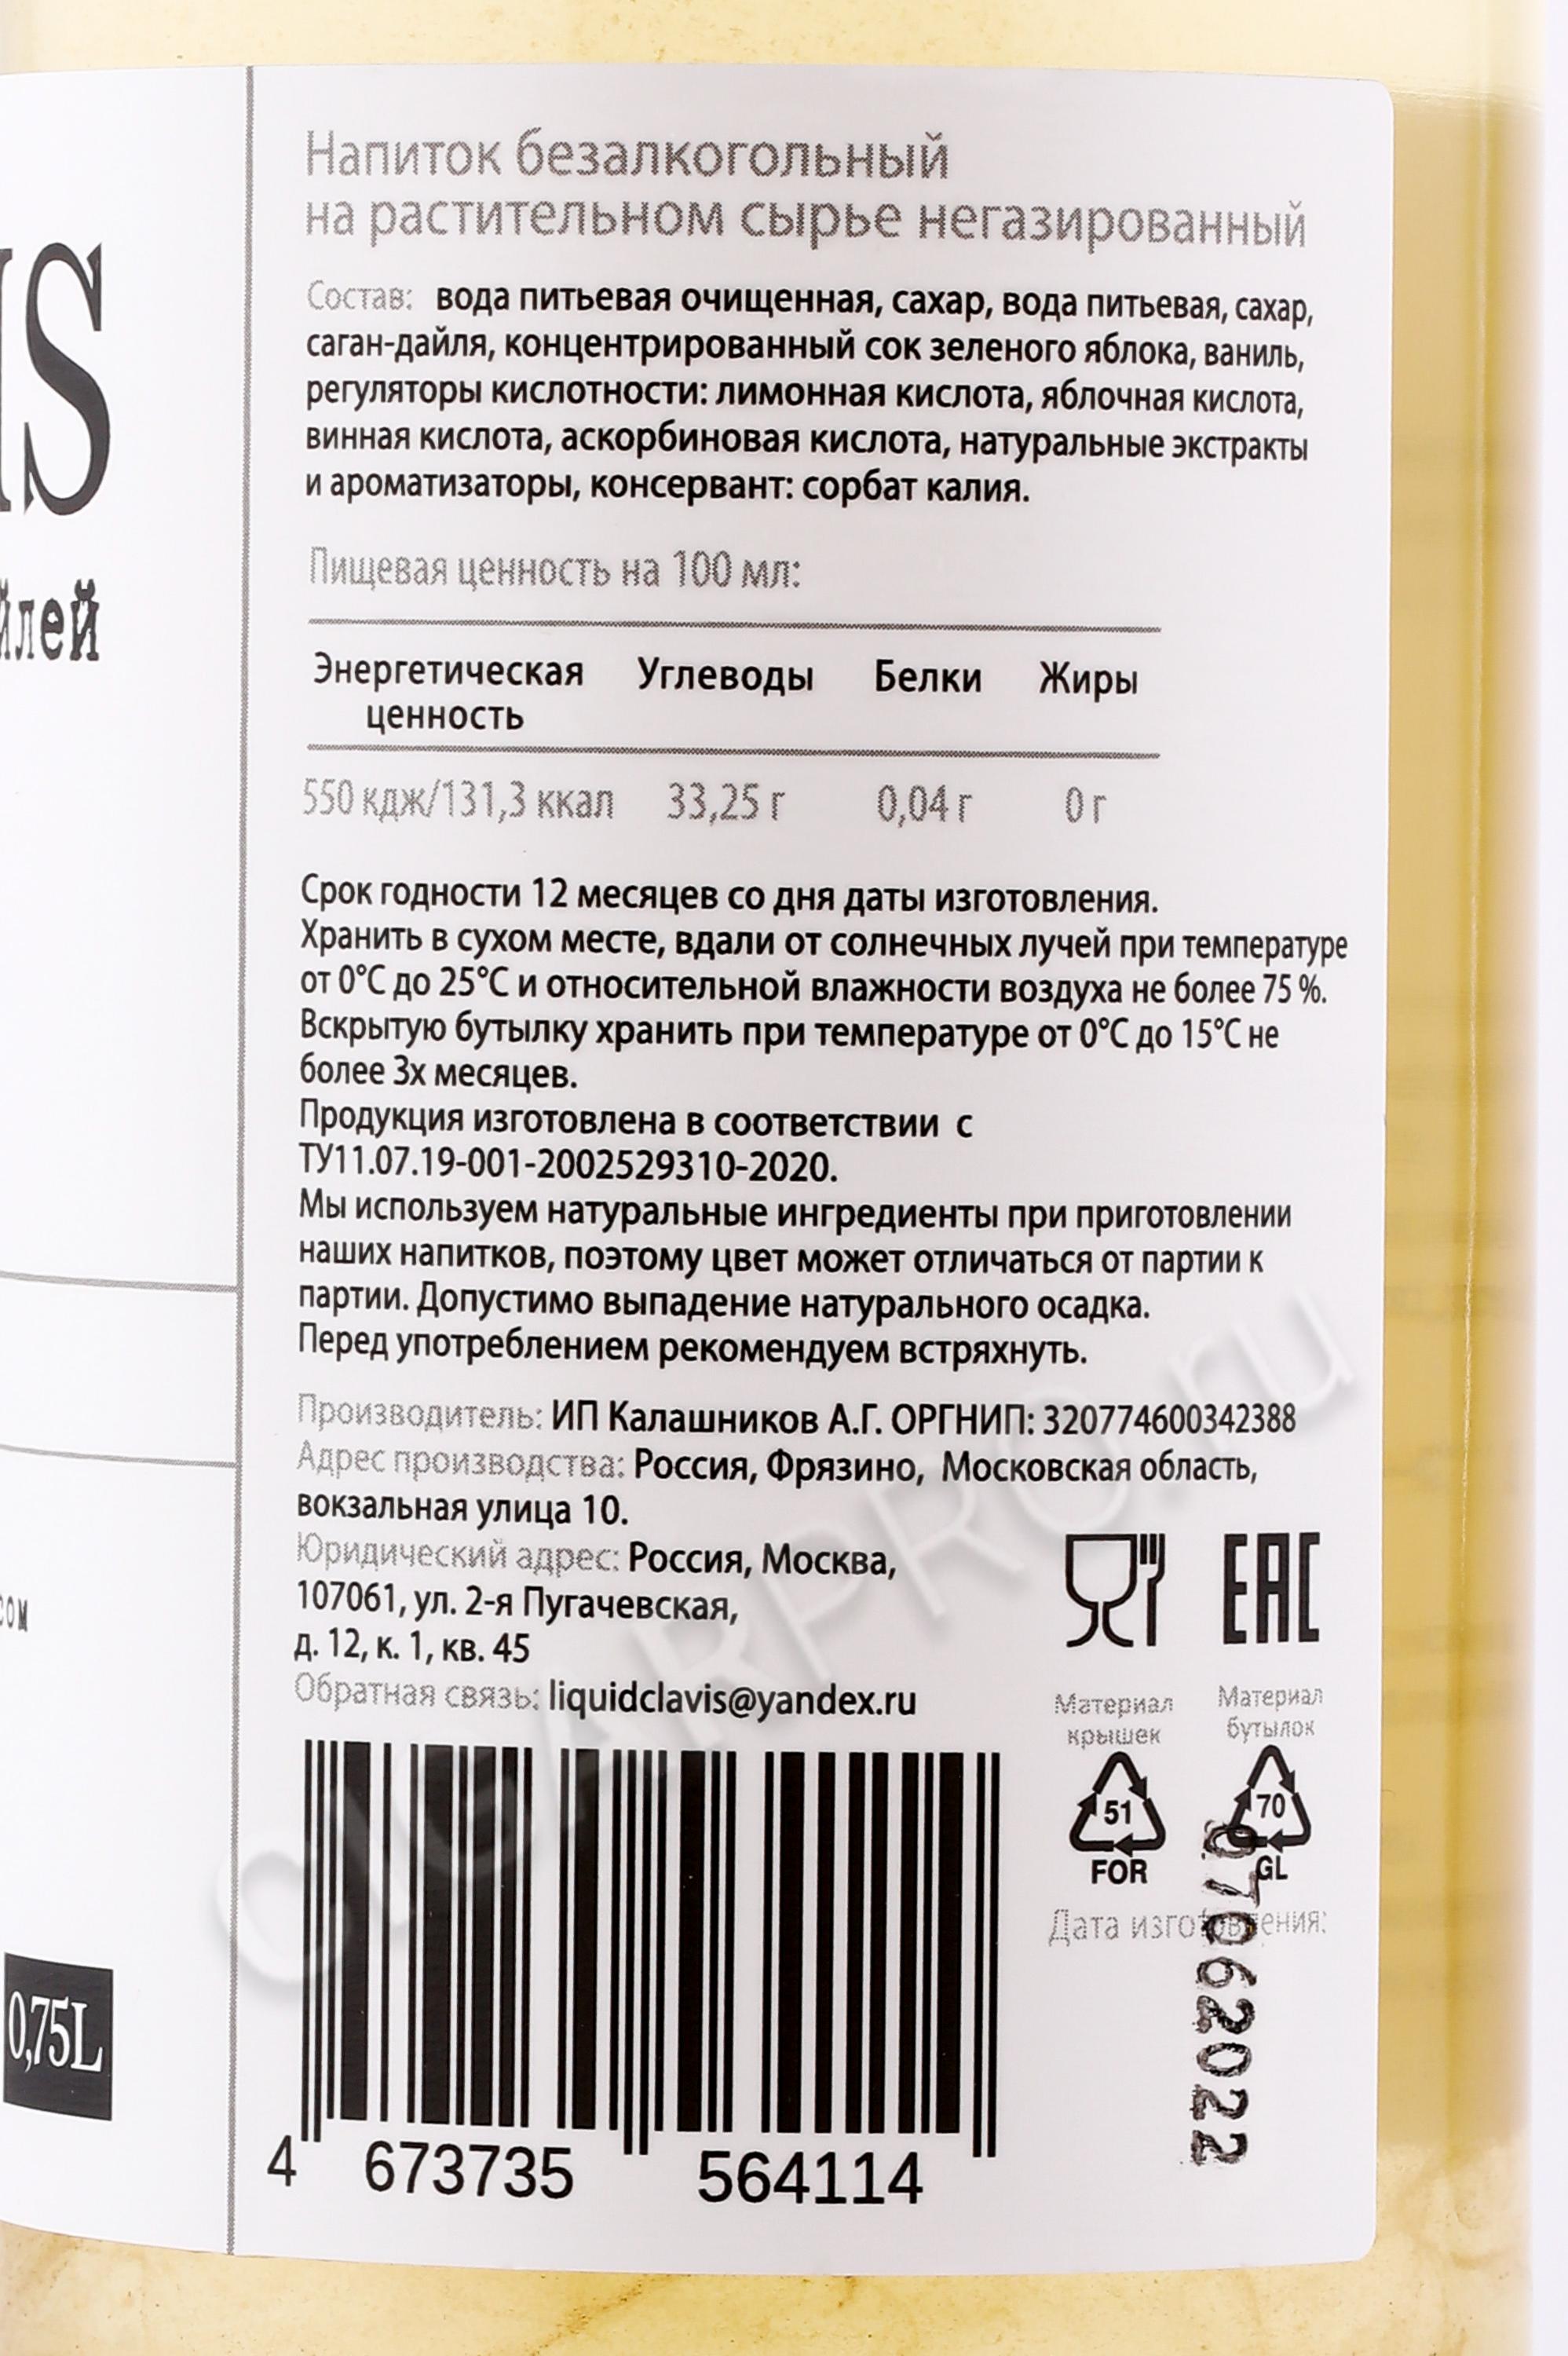 IS
йлей
COM
0,75L
Напиток безалкогольный
на растительном сырье негазированный
Состав: вода питьевая очищенная, сахар, вода питьевая, сахар,
саган-дайля, концентрированный сок зеленого яблока, ваниль,
регуляторы кислотности: лимонная кислота, яблочная кислота,
винная кислота, аскорбиновая кислота, натуральные экстракты
и ароматизаторы, консервант: сорбат калия.
Пищевая ценность на 100 мл:
Энергетическая ценность Углеводы Белки Жиры
550 кдж/131,3 ккал 33,25 г 0,04 г 0 г
Срок годности 12 месяцев со дня даты изготовления.
Хранить в сухом месте, вдали от солнечных лучей при температуре
от 0°С до 25°С и относительной влажности воздуха не более 75 %.
Вскрытую бутылку хранить при температуре от 0°С до 15°С не
более 3х месяцев.
Продукция изготовлена в соответствии с
ТУ11.07.19-001-2002529310-2020.
Мы используем натуральные ингредиенты при приготовлении
наших напитков, поэтому цвет может отличаться от партии к
партии. Допустимо выпадение натурального осадка.
Перед употреблением рекомендуем встряхнуть.
Производитель: ИП Калашников А.Г. ОРГНИП: 320774600342388
Адрес производства: Россия, Фрязино, Московская область,
вокзальная улица 10.
Юридический адрес: Россия, Москва,
107061, ул. 2-я Пугачевская,
д. 12, к. 1, кв. 45
Обратная связь: liquidclavis@yandex.ru
EAC
Материал крышек
Материал бутылок
51
FOR
70
GL
Дата изготовления:
07062022
4 673735 564114
CIGARPRO.ru